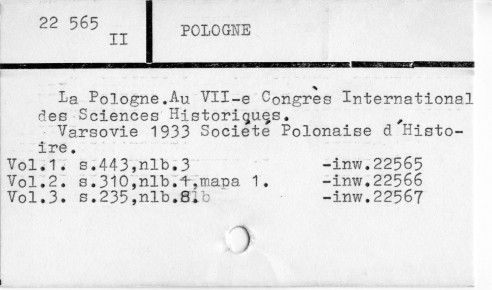 22 565
II
POLOGNE
La Pologne.Au VII-e Congrès International
des Sciences Historiques.
Varsovie 1933 Société Polonaise d'Histo-
ire.
Vol.1. s.443,nlb.3 -inw.22565
Vol.2. s.310,nlb.1,mapa 1. -inw.22566
Vol.3. s.235,nlb. -inw.22567